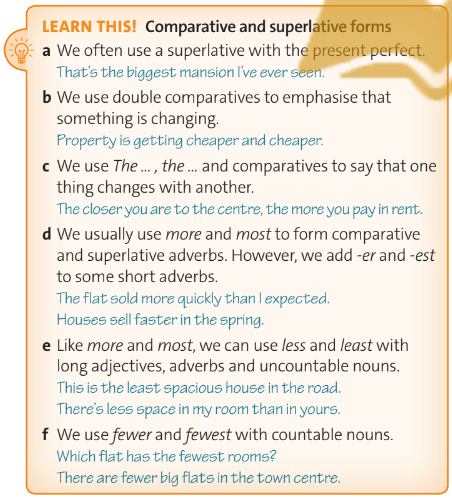 LEARN THIS! Comparative and superlative forms
a We often use a superlative with the present perfect.
That's the biggest mansion I've ever seen.
b We use double comparatives to emphasise that
something is changing.
Property is getting cheaper and cheaper.
c We use The ... , the ... and comparatives to say that one
thing changes with another.
The closer you are to the centre, the more you pay in rent.
d We usually use more and most to form comparative
and superlative adverbs. However, we add -er and -est
to some short adverbs.
The flat sold more quickly than I expected.
Houses sell faster in the spring.
e Like more and most, we can use less and least with
long adjectives, adverbs and uncountable nouns.
This is the least spacious house in the road.
There's less space in my room than in yours.
f We use fewer and fewest with countable nouns.
Which flat has the fewest rooms?
There are fewer big flats in the town centre.